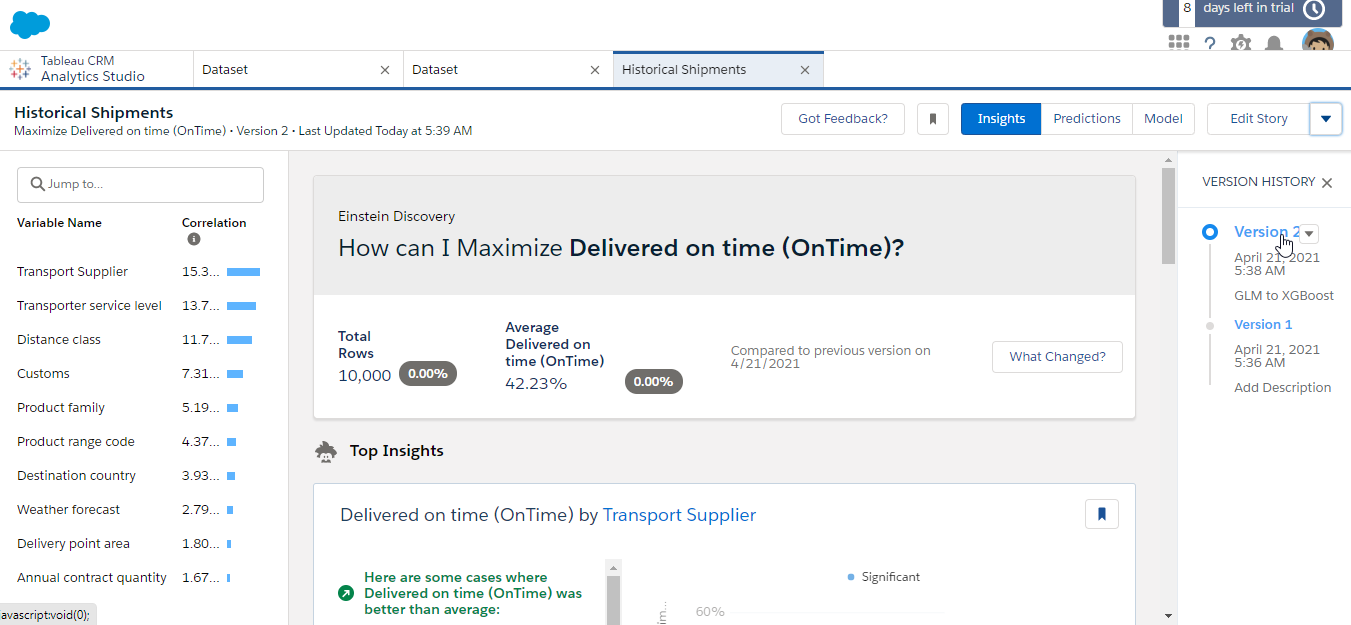 8 days left in trial
?
Tableau CRM
Analytics Studio
Dataset
Dataset
Historical Shipments
Historical Shipments
Maximize Delivered on time (OnTime) • Version 2 • Last Updated Today at 5:39 AM
Got Feedback?
Insights
Predictions
Model
Edit Story
Jump to...
Variable Name
Correlation
Transport Supplier 15.3...
Transporter service level 13.7...
Distance class 11.7...
Customs 7.31...
Product family 5.19...
Product range code 4.37...
Destination country 3.93...
Weather forecast 2.79...
Delivery point area 1.80...
Annual contract quantity 1.67...
avascript:void(0);
Einstein Discovery
How can I Maximize Delivered on time (OnTime)?
Total
Rows
10,000
0.00%
Average
Delivered on
time (OnTime)
42.23%
0.00%
Compared to previous version on
4/21/2021
What Changed?
Top Insights
Delivered on time (OnTime) by Transport Supplier
Here are some cases where
Delivered on time (OnTime) was
better than average:
Significant
im...
60%
VERSION HISTORY
Version 2
April 21, 2021
5:38 AM
GLM to XGBoost
Version 1
April 21, 2021
5:36 AM
Add Description